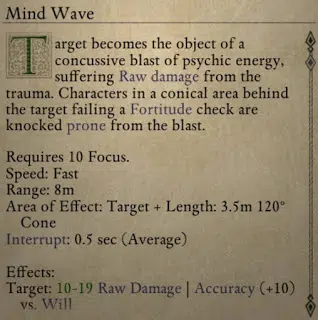 Mind Wave
Target becomes the object of a
concussive blast of psychic energy,
suffering Raw damage from the
trauma. Characters in a conical area behind
the target failing a Fortitude check are
knocked prone from the blast.
Requires 10 Focus.
Speed: Fast
Range: 8m
Area of Effect: Target + Length: 3.5m 120°
Cone
Interrupt: 0.5 sec (Average)
Effects:
Target: 10-19 Raw Damage | Accuracy (+10)
vs. Will